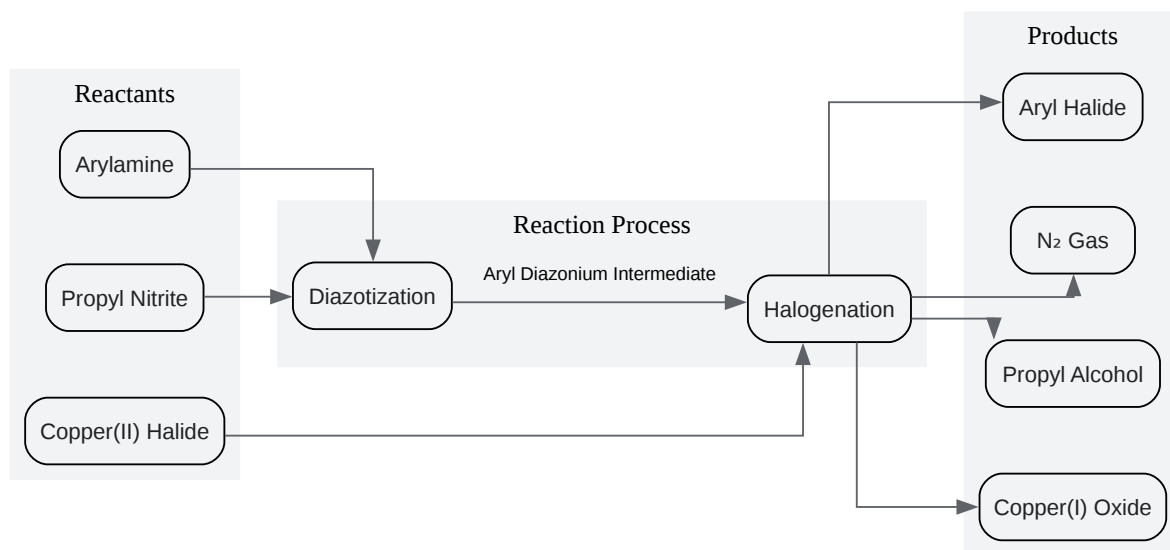 Reactants
Arylamine
Propyl Nitrite
Copper(II) Halide
Reaction Process
Diazotization
Aryl Diazonium Intermediate
Halogenation
Products
Aryl Halide
N₂ Gas
Propyl Alcohol
Copper(I) Oxide